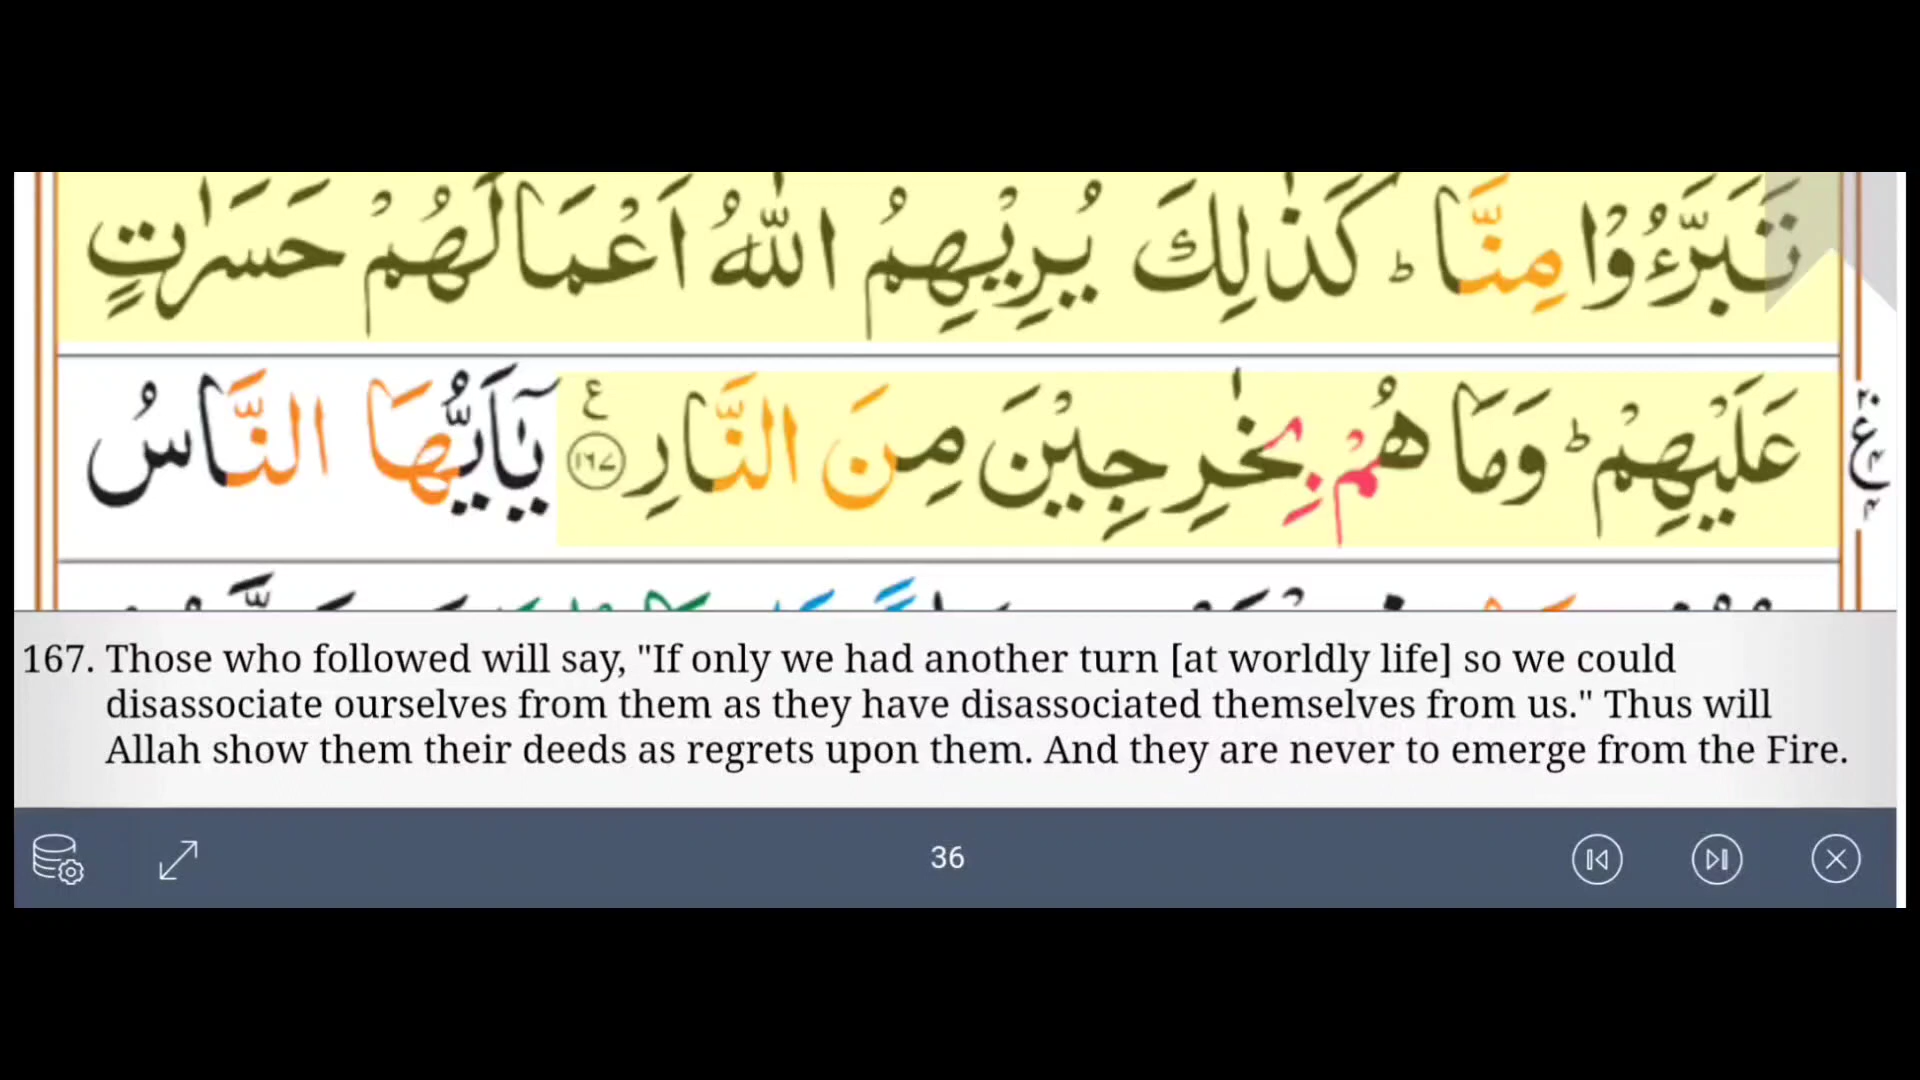 تَبَرَّءُوْا مِنَّا ؕ كَذٰلِكَ يُرِيْهِمُ اللّٰهُ اَعْمَالَهُمْ حَسَرٰتٍ
عَلَيْهِمْ ؕ وَمَا هُمْ بِخٰرِجِيْنَ مِنَ النَّارِ ع ١٦٧ يٰۤاَيُّهَا النَّاسُ
٢٠ ع ٤ ٤
167. Those who followed will say, "If only we had another turn [at worldly life] so we could
disassociate ourselves from them as they have disassociated themselves from us." Thus will
Allah show them their deeds as regrets upon them. And they are never to emerge from the Fire.
36